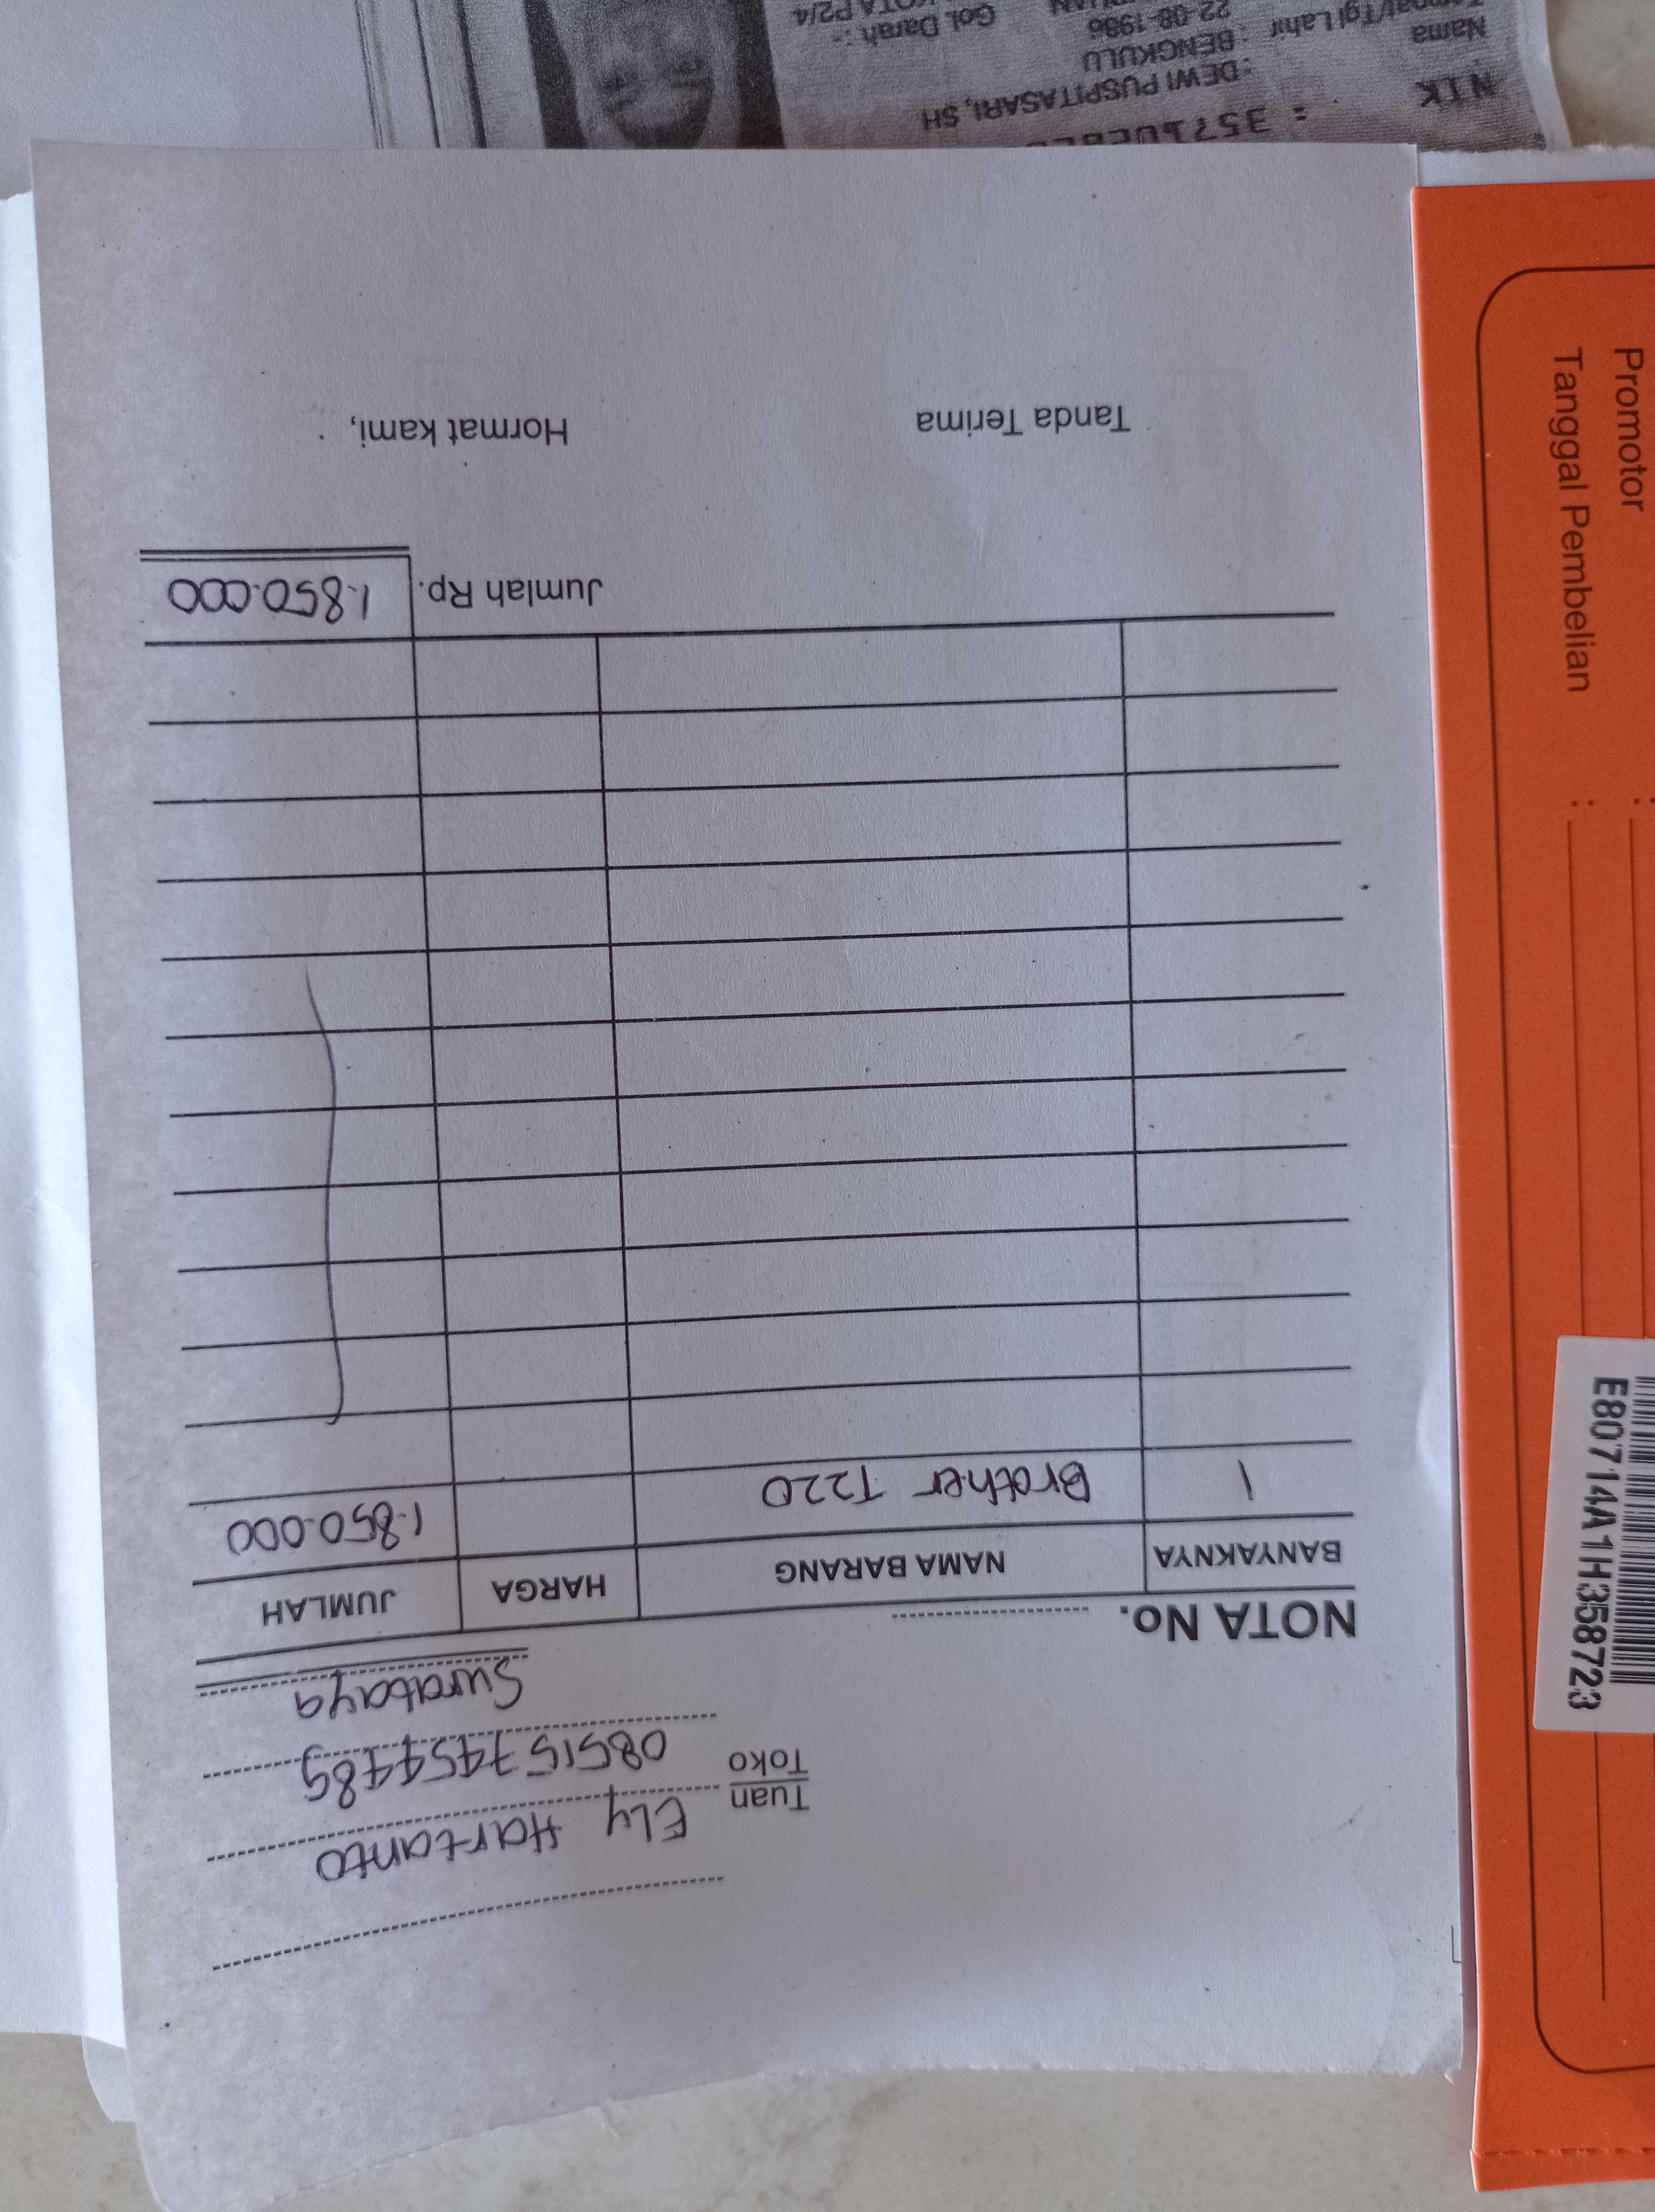 Tuan
Toko
Ely Hartanto
085157454489
Surabaya
NOTA No.
BANYAKNYA NAMA BARANG HARGA JUMLAH
1 Brother T220 1.850.000
Jumlah Rp. 1.850.000
Tanda Terima Hormat kami,
Promotor :
Tanggal Pembelian :
E80714A1H358723
NIK :
Nama : DEWI PUSPITASARI, SH
Tgl Lahir : BENGKULU
22-08-1986
Gol. Darah : -